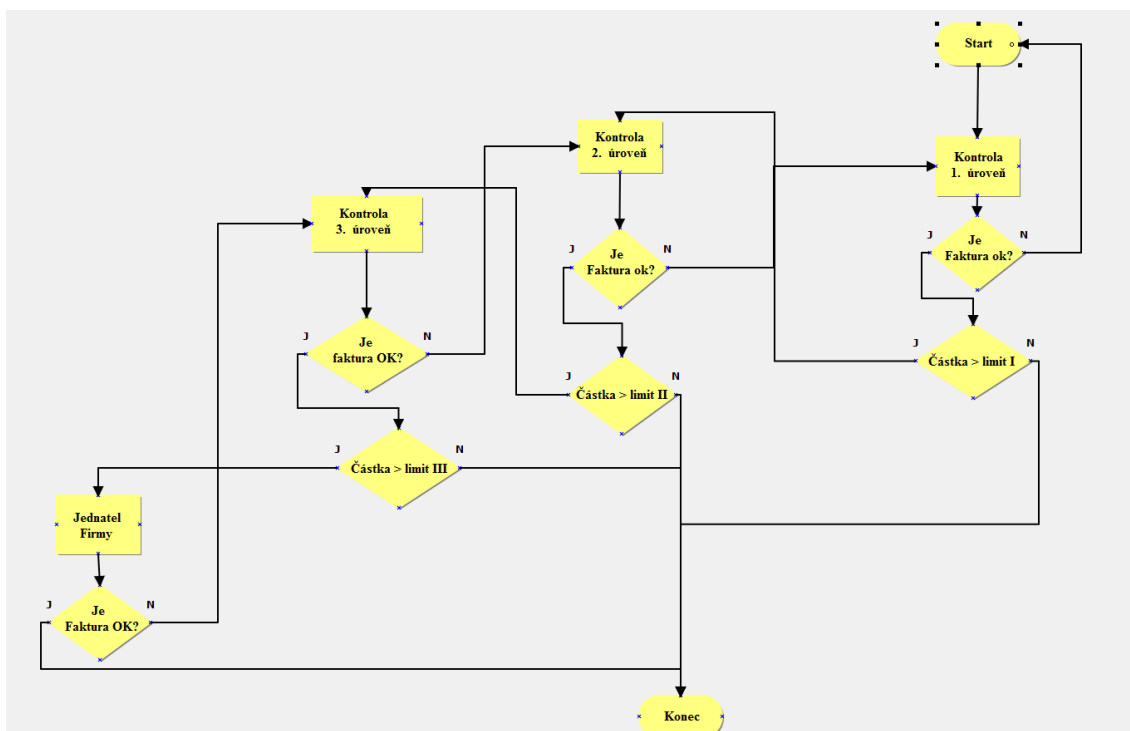 Start
Kontrola
1. úroveň
Je
Faktura ok?
J
N
Částka > limit I
J
N
Kontrola
2. úroveň
Je
Faktura ok?
J
N
Částka > limit II
J
N
Kontrola
3. úroveň
Je
faktura OK?
J
N
Částka > limit III
J
N
Jednatel
Firmy
Je
Faktura OK?
J
N
Konec